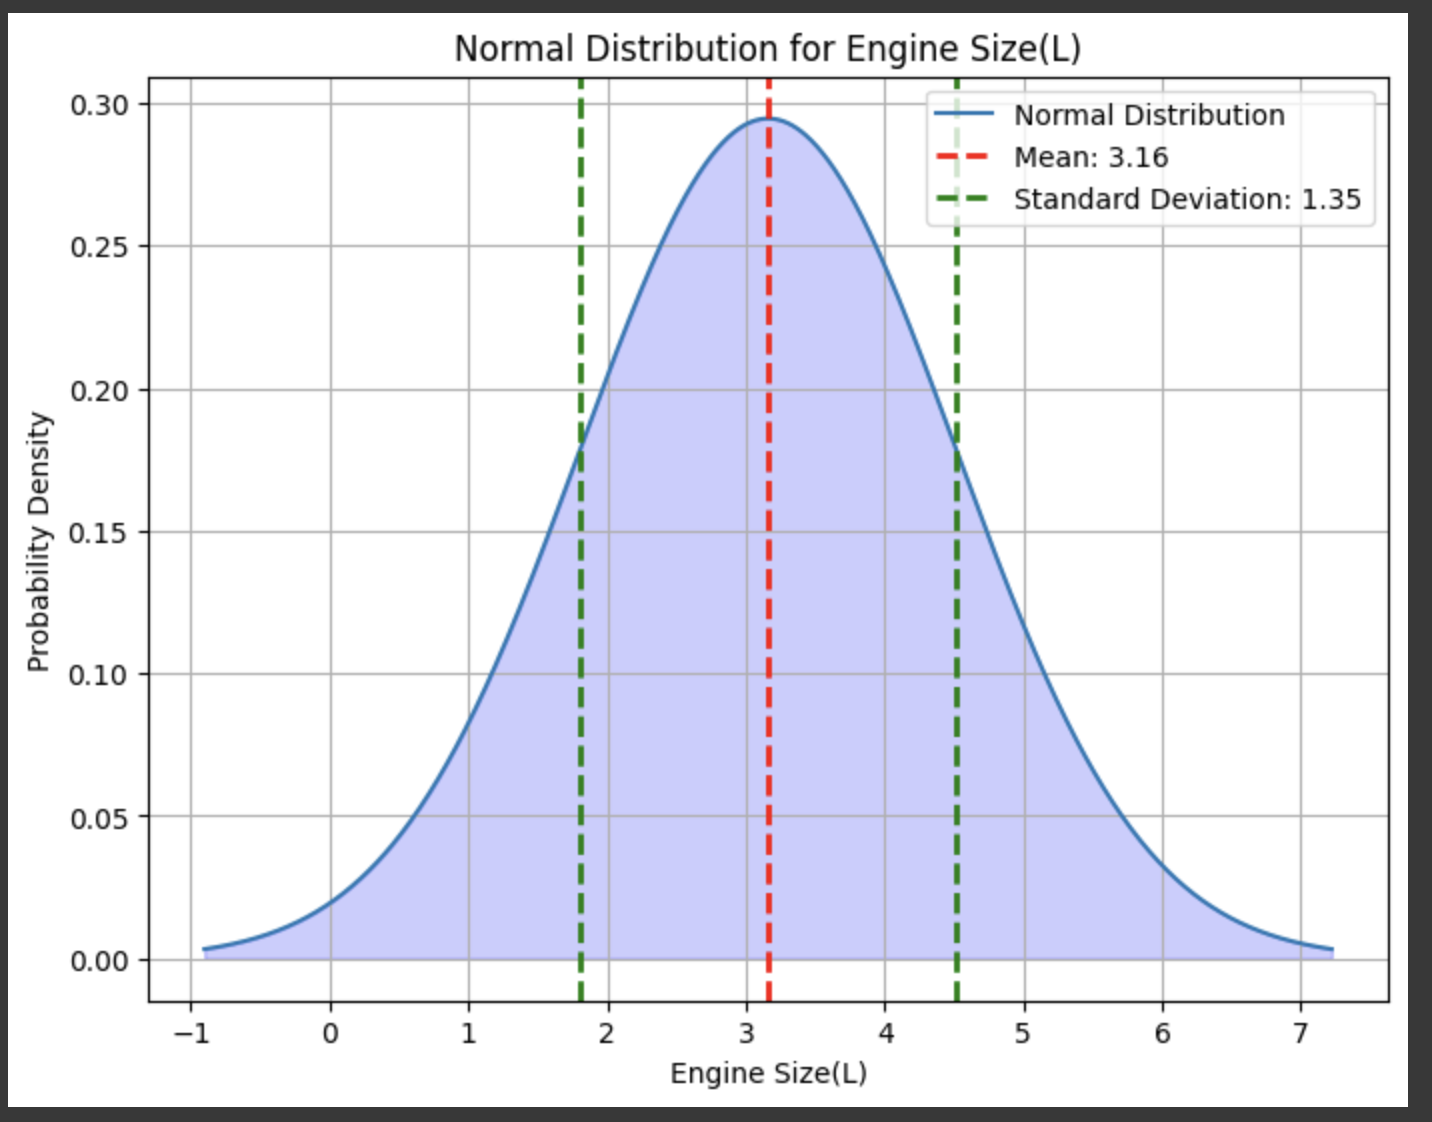 Normal Distribution for Engine Size(L)
Normal Distribution
Mean: 3.16
Standard Deviation: 1.35
Probability Density
0.30
0.25
0.20
0.15
0.10
0.05
0.00
−1 0 1 2 3 4 5 6 7
Engine Size(L)